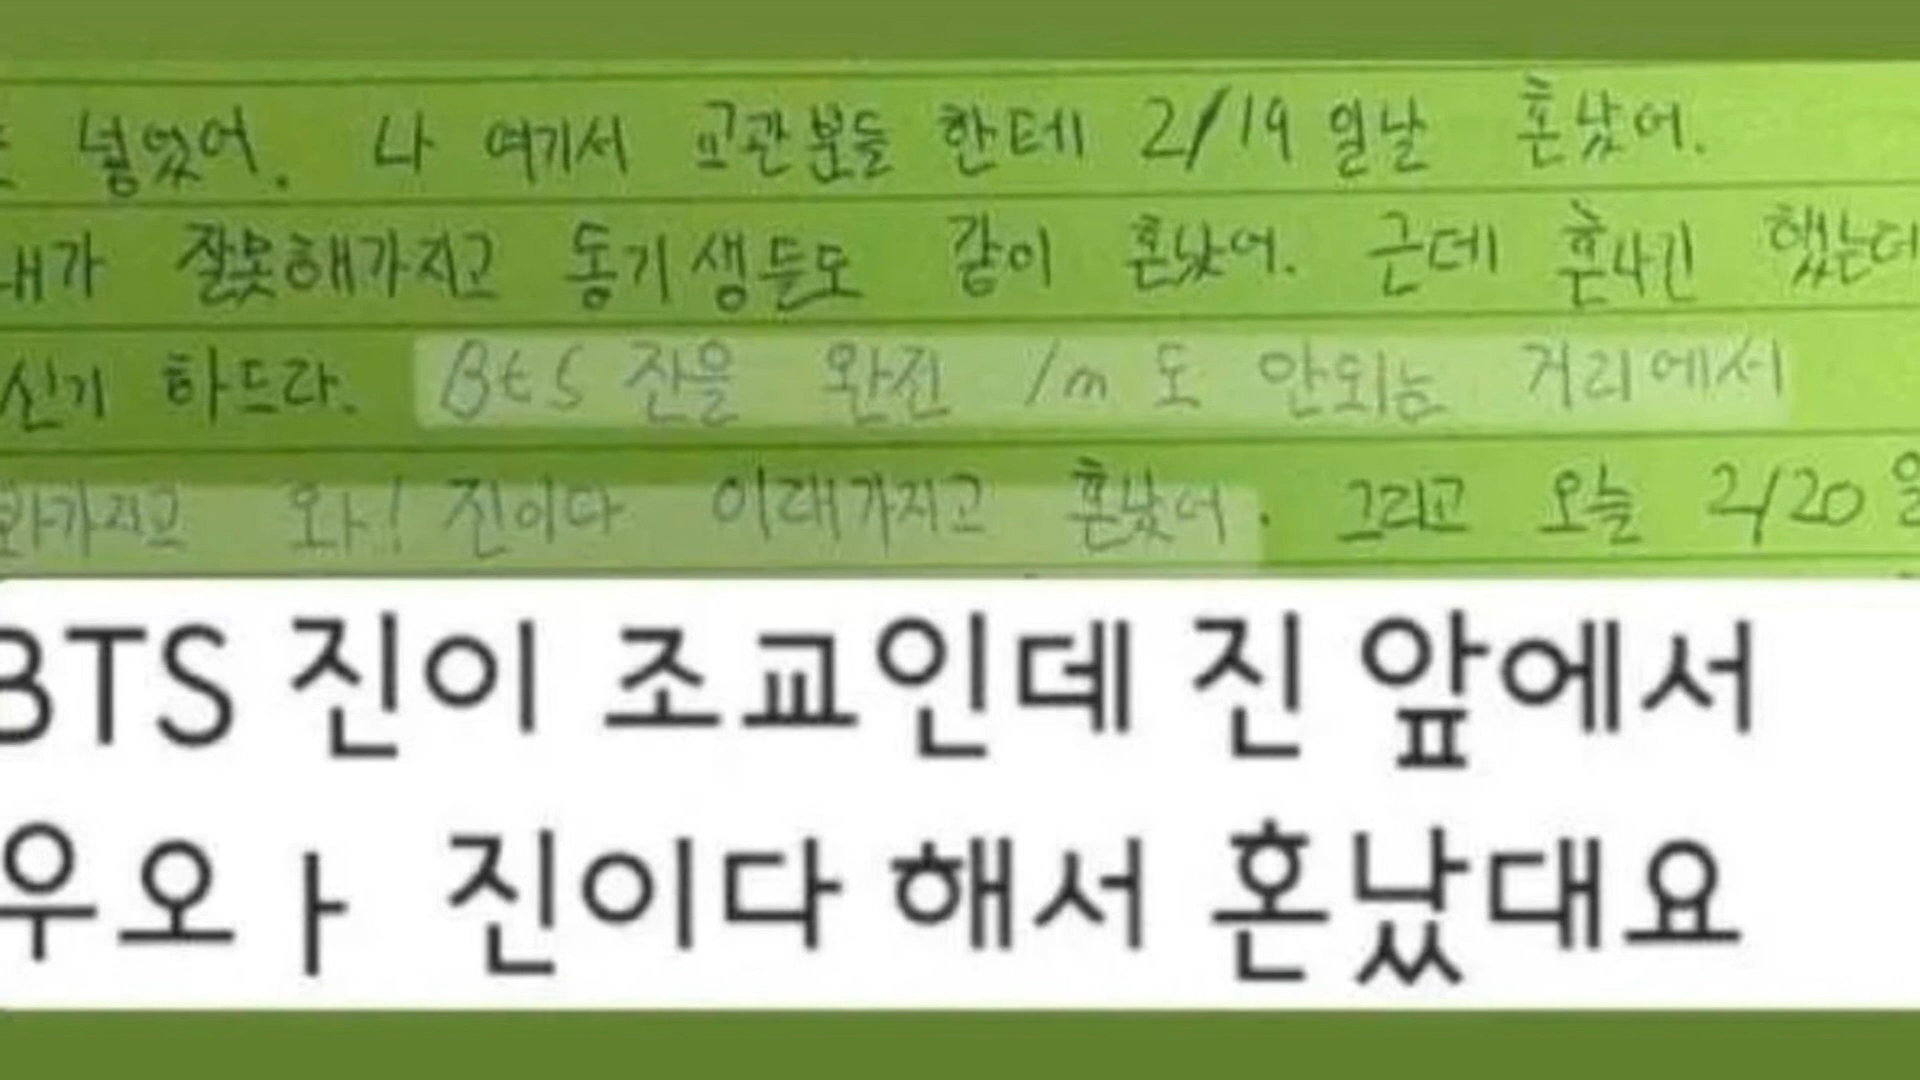 넣었어. 나 여기서 교관분들 한테 2/19 일날 혼났어.
내가 잘못해가지고 동기생들도 같이 혼났어. 근데 혼나긴 했는데
신기 하드라. Bts 진을 완전 1m도 안되는 거리에서
봐가지고 와! 진이다 이래가지고 혼났어. 그리고 오늘 2/20 일
BTS 진이 조교인데 진 앞에서
우오ㅏ 진이다 해서 혼났대요